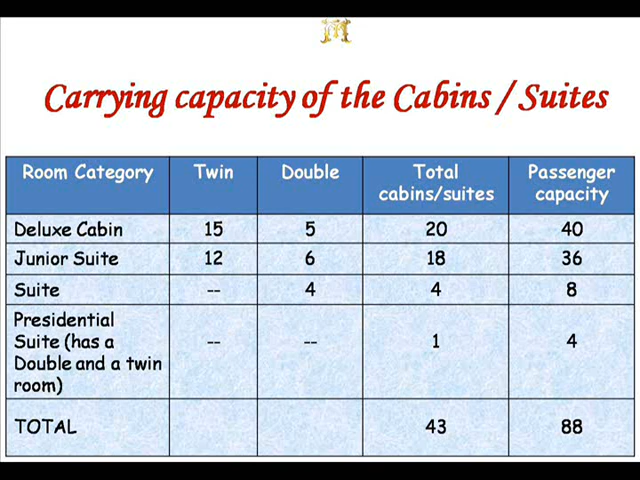 Carrying capacity of the Cabins / Suites
Room Category Twin Double Total cabins/suites Passenger capacity
Deluxe Cabin 15 5 20 40
Junior Suite 12 6 18 36
Suite -- 4 4 8
Presidential Suite (has a Double and a twin room) -- -- 1 4
TOTAL 43 88